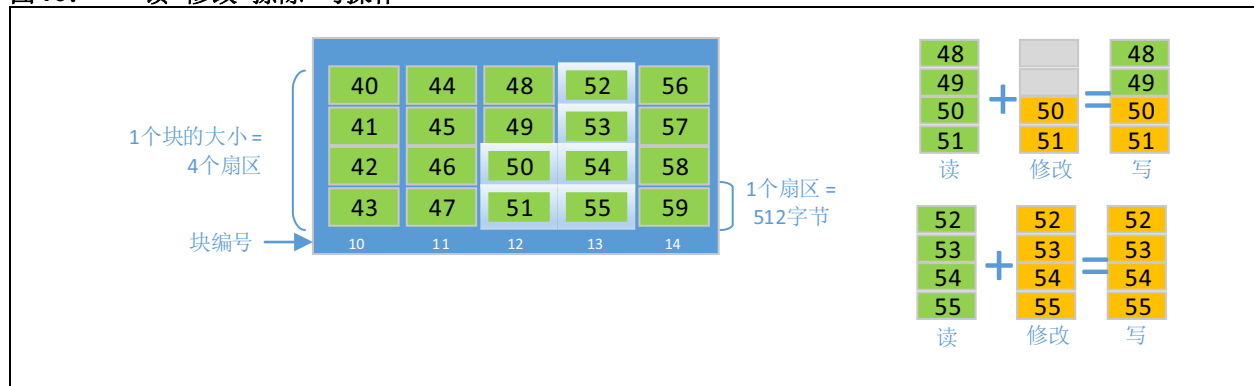 40 44 48 52 56
41 45 49 53 57
42 46 50 54 58
43 47 51 55 59
10 11 12 13 14
1个块的大小 =
4个扇区
块编号
1个扇区 =
512字节
48 48
49 49
50 + 50 = 50
51 51 51
读 修改 写
52 52 52
53 53 53
54 + 54 = 54
55 55 55
读 修改 写